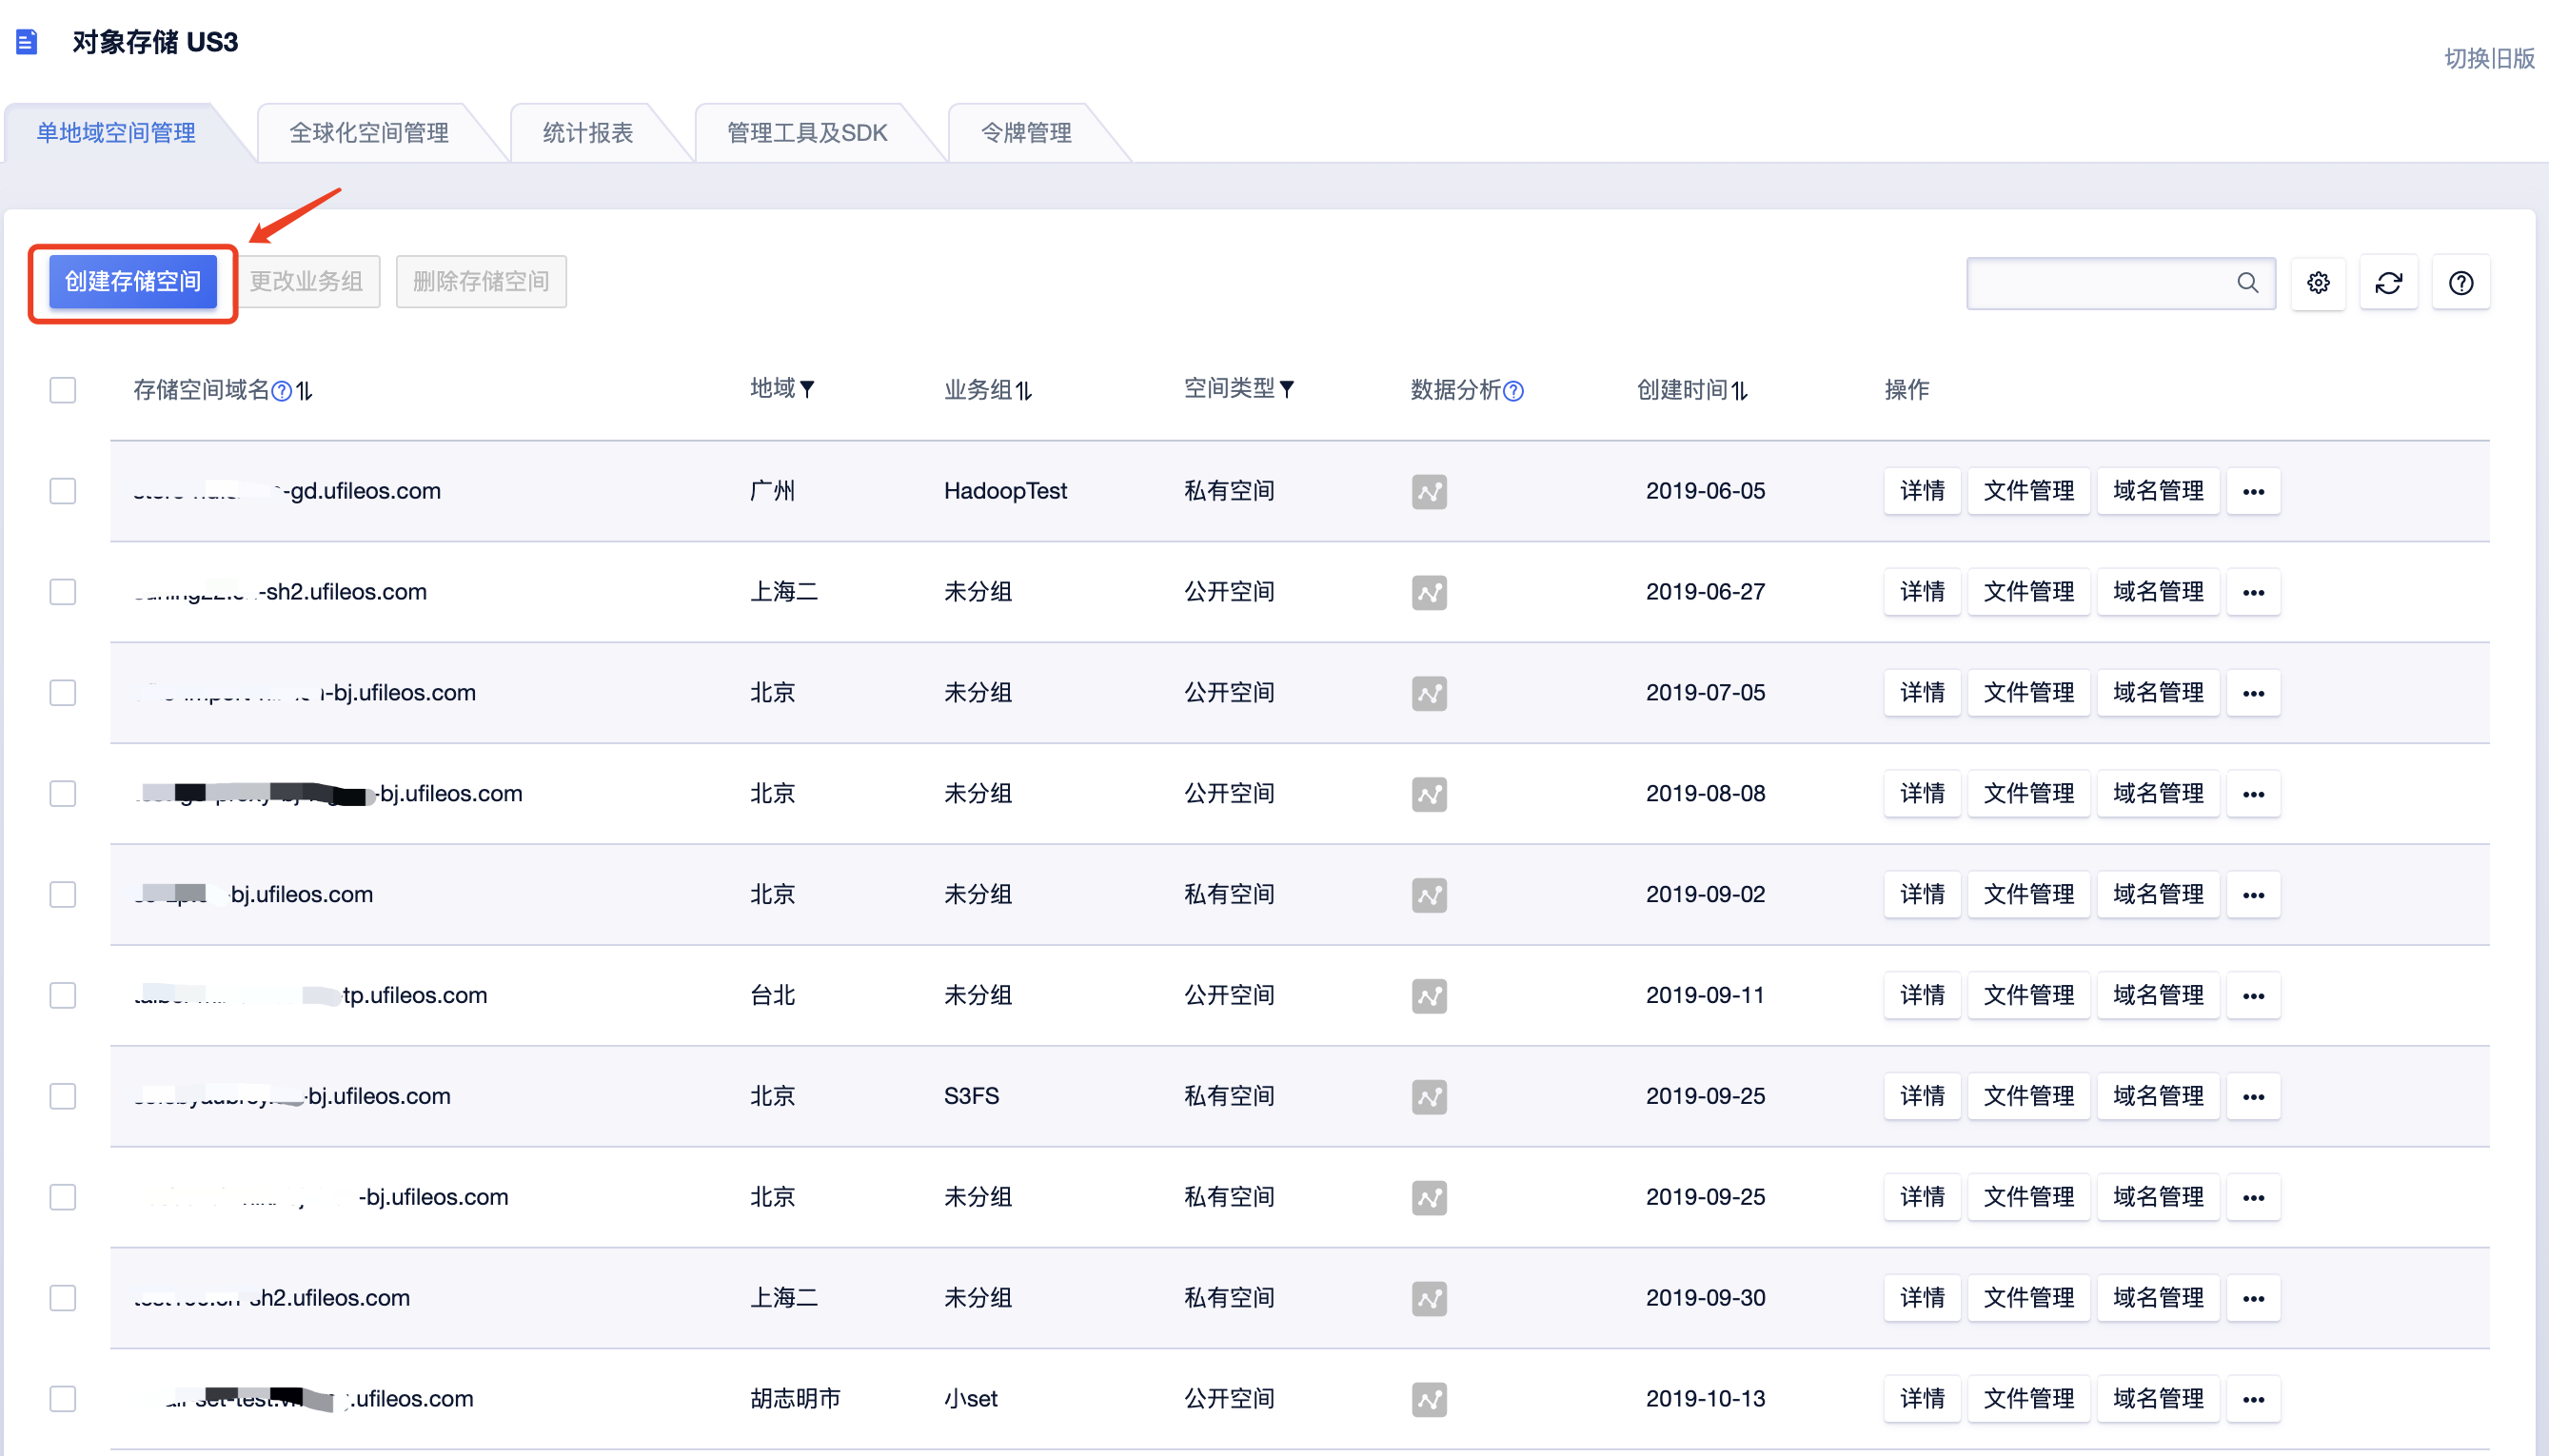 对象存储 US3
切换旧版
单地域空间管理 全球化空间管理 统计报表 管理工具及SDK 令牌管理
创建存储空间 更改业务组 删除存储空间
存储空间域名 地域 业务组 空间类型 数据分析 创建时间 操作
-gd.ufileos.com 广州 HadoopTest 私有空间 2019-06-05 详情 文件管理 域名管理 •••
-sh2.ufileos.com 上海二 未分组 公开空间 2019-06-27 详情 文件管理 域名管理 •••
-bj.ufileos.com 北京 未分组 公开空间 2019-07-05 详情 文件管理 域名管理 •••
-bj.ufileos.com 北京 未分组 公开空间 2019-08-08 详情 文件管理 域名管理 •••
-bj.ufileos.com 北京 未分组 私有空间 2019-09-02 详情 文件管理 域名管理 •••
tp.ufileos.com 台北 未分组 公开空间 2019-09-11 详情 文件管理 域名管理 •••
-bj.ufileos.com 北京 S3FS 私有空间 2019-09-25 详情 文件管理 域名管理 •••
-bj.ufileos.com 北京 未分组 私有空间 2019-09-25 详情 文件管理 域名管理 •••
sh2.ufileos.com 上海二 未分组 私有空间 2019-09-30 详情 文件管理 域名管理 •••
.ufileos.com 胡志明市 小set 公开空间 2019-10-13 详情 文件管理 域名管理 •••